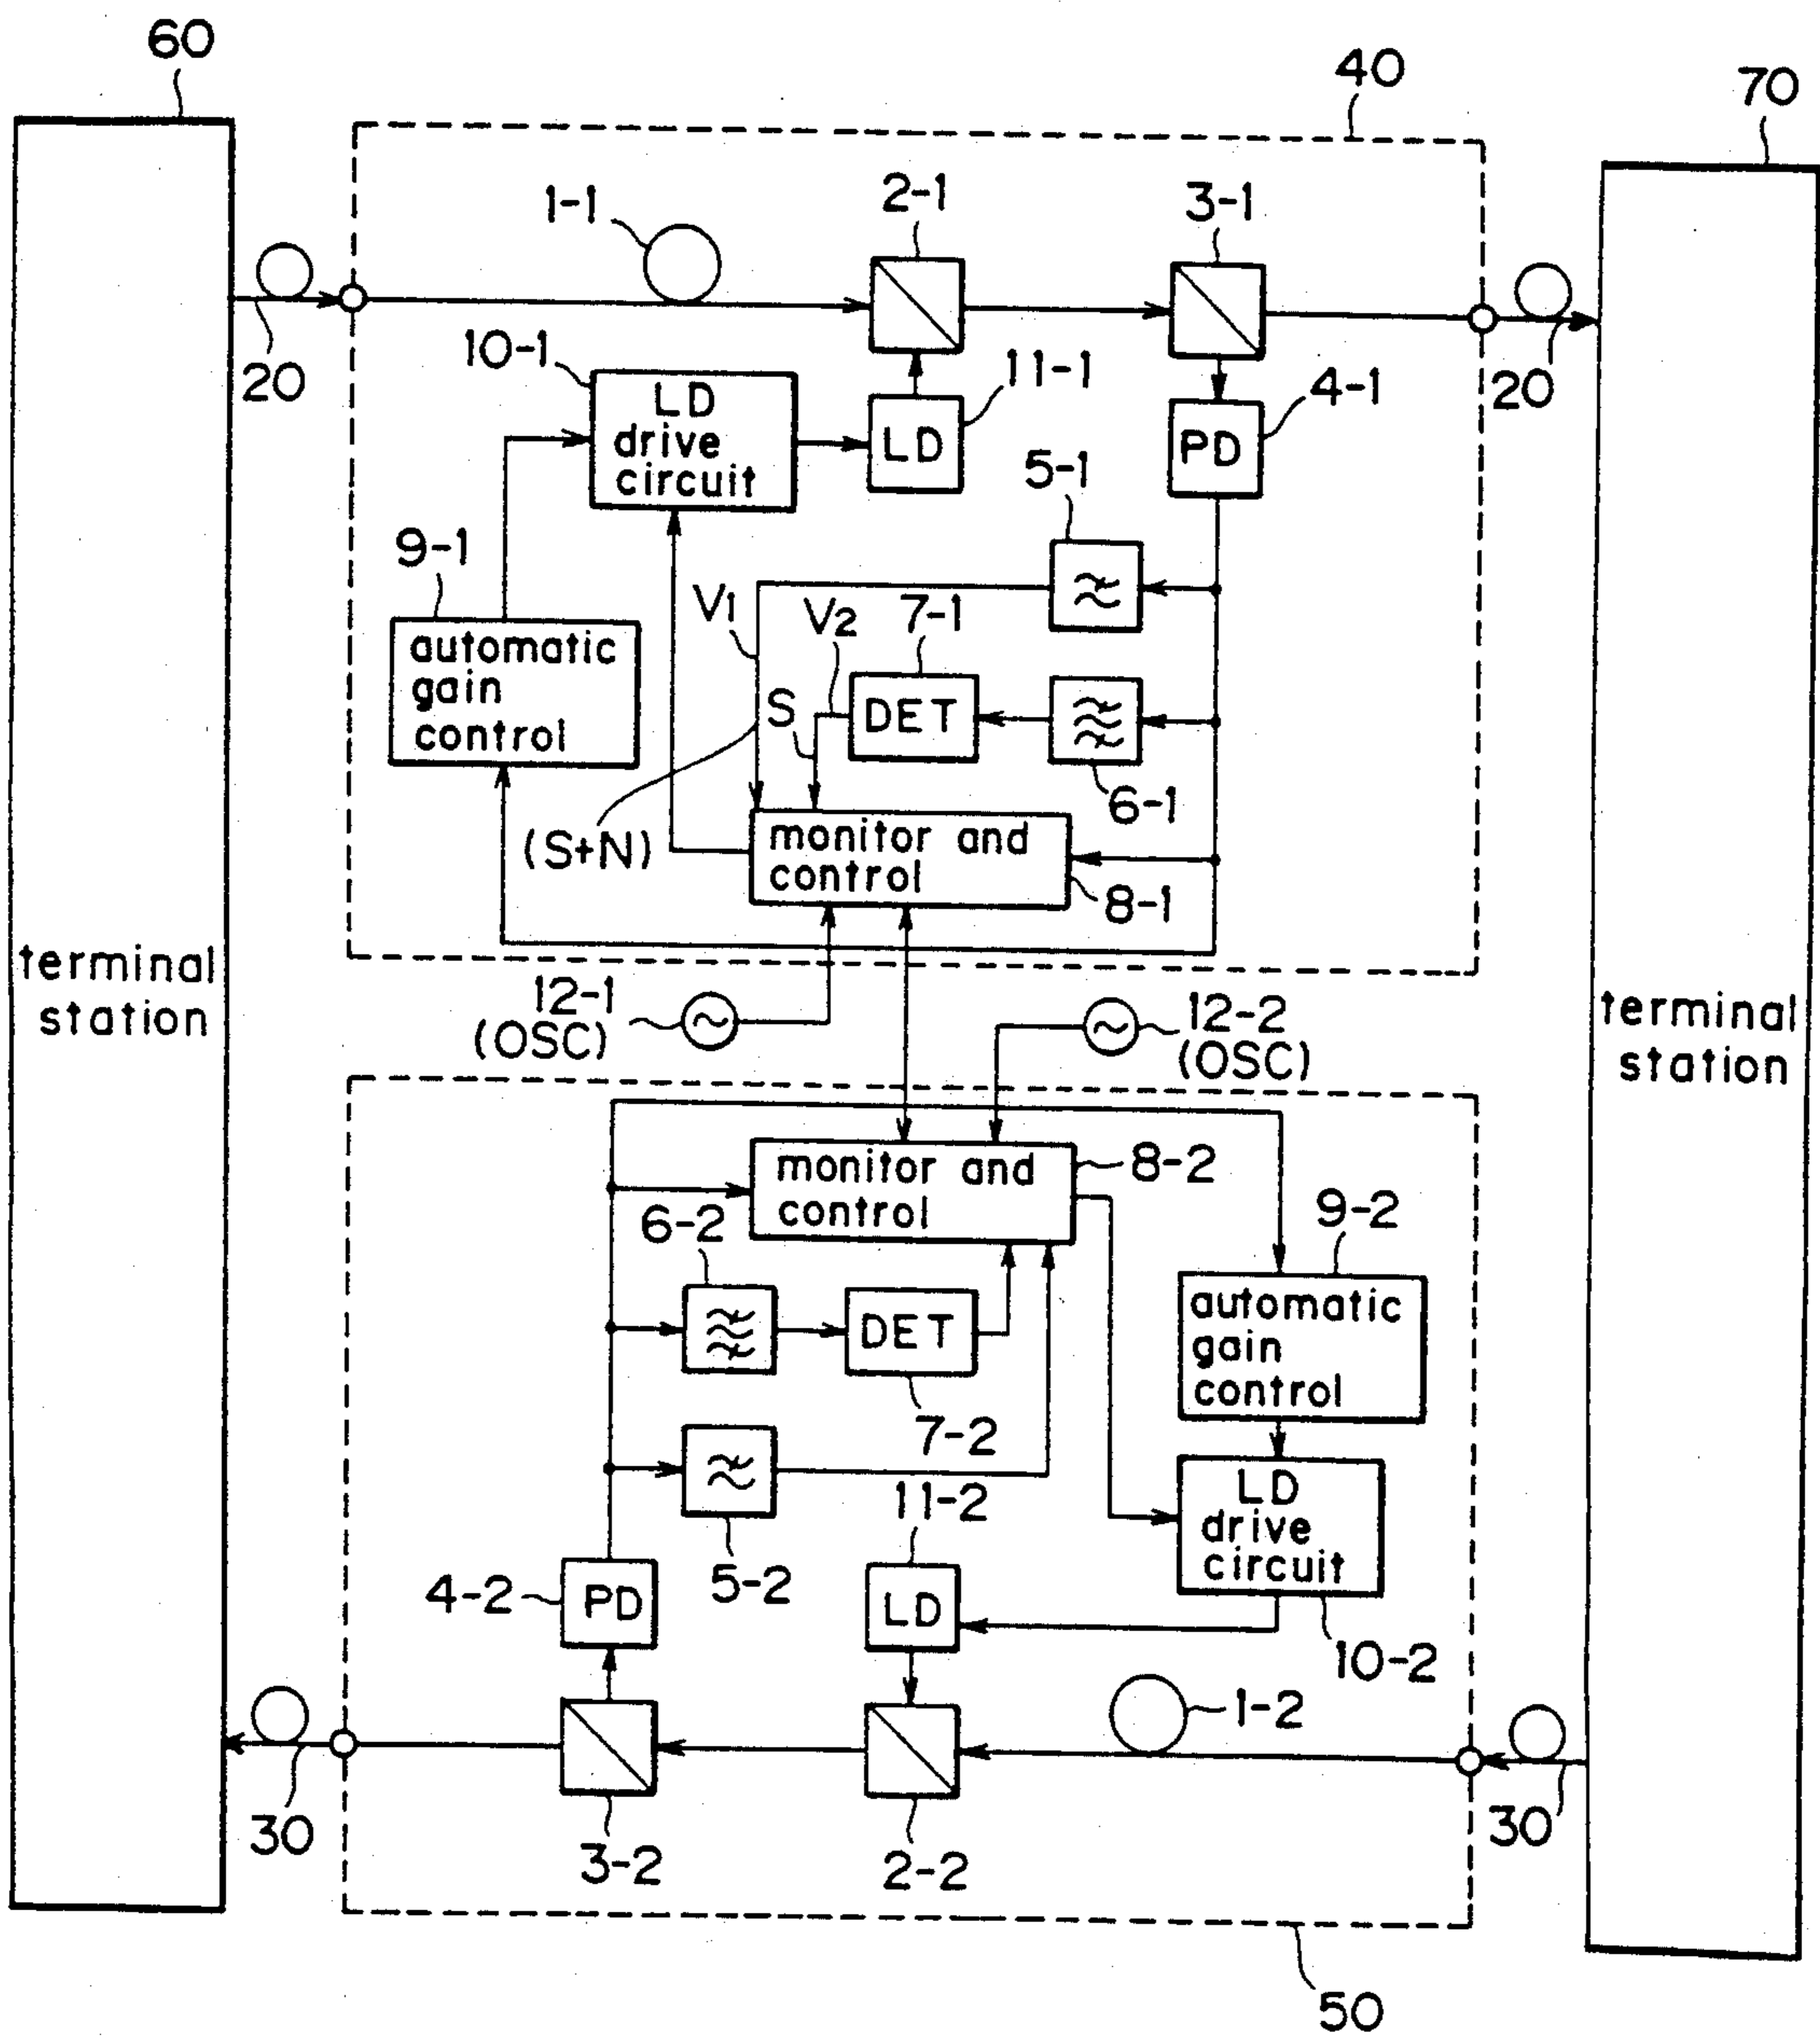 60
40
70
1-1
2-1
3-1
20
10-1
LD
drive
circuit
11-1
LD
4-1
PD
20
5-1
9-1
automatic
gain
control
V1
V2
7-1
DET
S
6-1
(S+N)
monitor and
control
8-1
terminal
station
12-1
(OSC)
12-2
(OSC)
terminal
station
monitor and
control
8-2
6-2
9-2
DET
automatic
gain
control
7-2
11-2
LD
drive
circuit
5-2
4-2
PD
LD
10-2
1-2
30
3-2
2-2
30
50